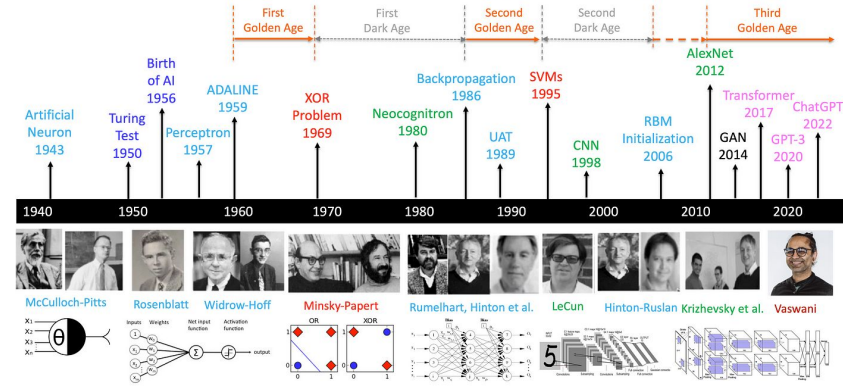 First
Golden Age
First
Dark Age
Second
Golden Age
Second
Dark Age
Third
Golden Age
Artificial
Neuron
1943
Turing
Test
1950
Birth
of AI
1956
Perceptron
1957
ADALINE
1959
XOR
Problem
1969
Neocognitron
1980
Backpropagation
1986
UAT
1989
SVMs
1995
CNN
1998
RBM
Initialization
2006
AlexNet
2012
GAN
2014
Transformer
2017
GPT-3
2020
ChatGPT
2022
1940 1950 1960 1970 1980 1990 2000 2010 2020
McCulloch-Pitts
Rosenblatt
Widrow-Hoff
Minsky-Papert
Rumelhart, Hinton et al.
LeCun
Hinton-Ruslan
Krizhevsky et al.
Vaswani
X1
X2
X3
Xn
θ
Inputs Weights Net input function Activation function
1
Σ
output
OR XOR
1
0
0 1 0 1
5